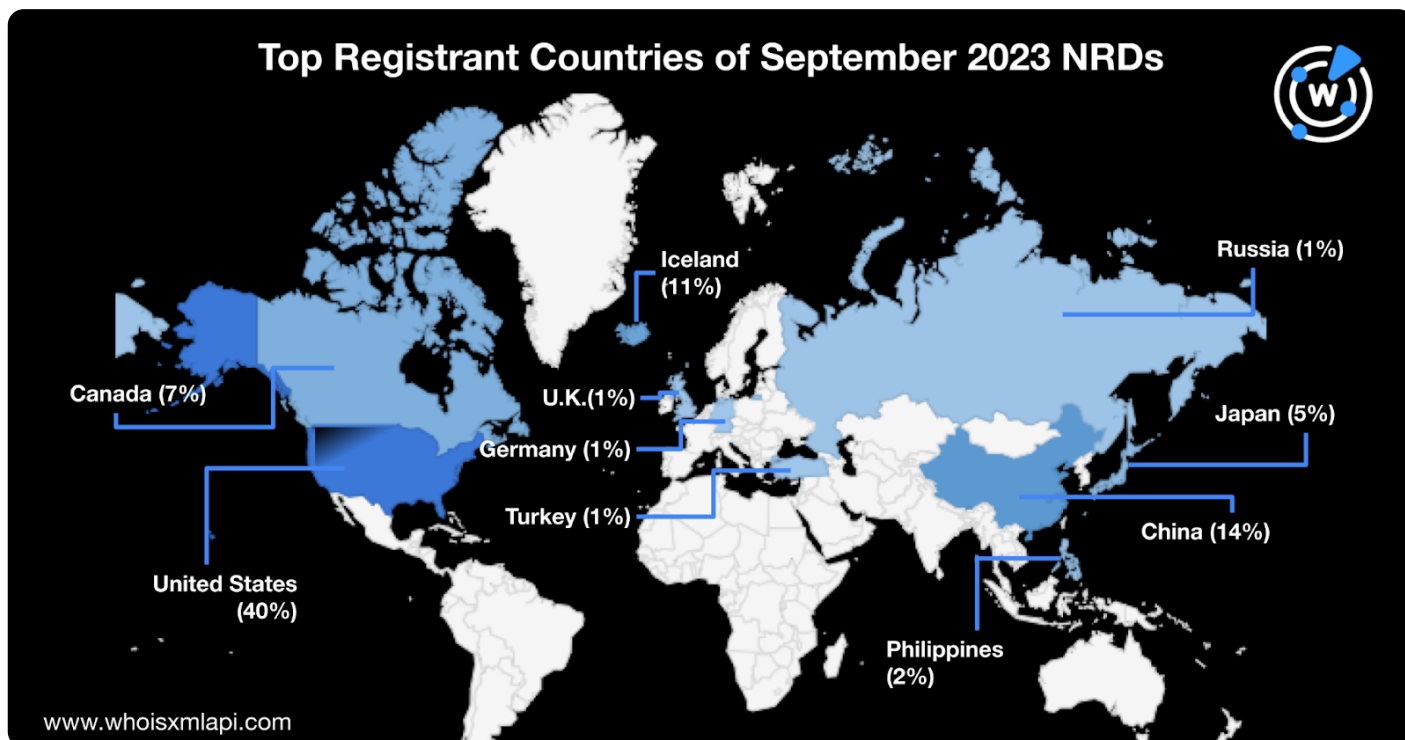 Top Registrant Countries of September 2023 NRDs
W
Iceland
(11%)
Russia (1%)
Canada (7%)
U.K.(1%)
Japan (5%)
Germany (1%)
Turkey (1%)
China (14%)
United States
(40%)
Philippines
(2%)
www.whoisxmlapi.com